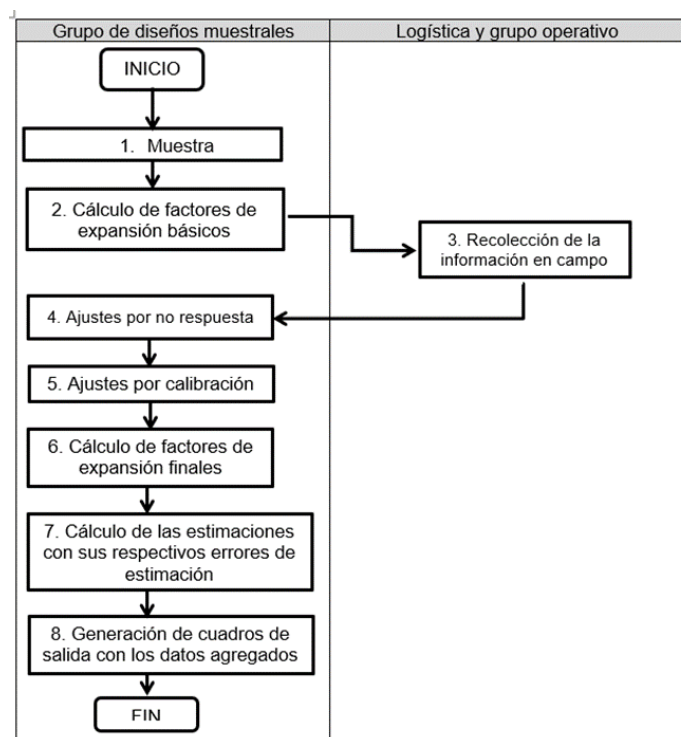 Grupo de diseños muestrales
Logística y grupo operativo
INICIO
1. Muestra
2. Cálculo de factores de
expansión básicos
3. Recolección de la
información en campo
4. Ajustes por no respuesta
5. Ajustes por calibración
6. Cálculo de factores de
expansión finales
7. Cálculo de las estimaciones
con sus respectivos errores de
estimación
8. Generación de cuadros de
salida con los datos agregados
FIN